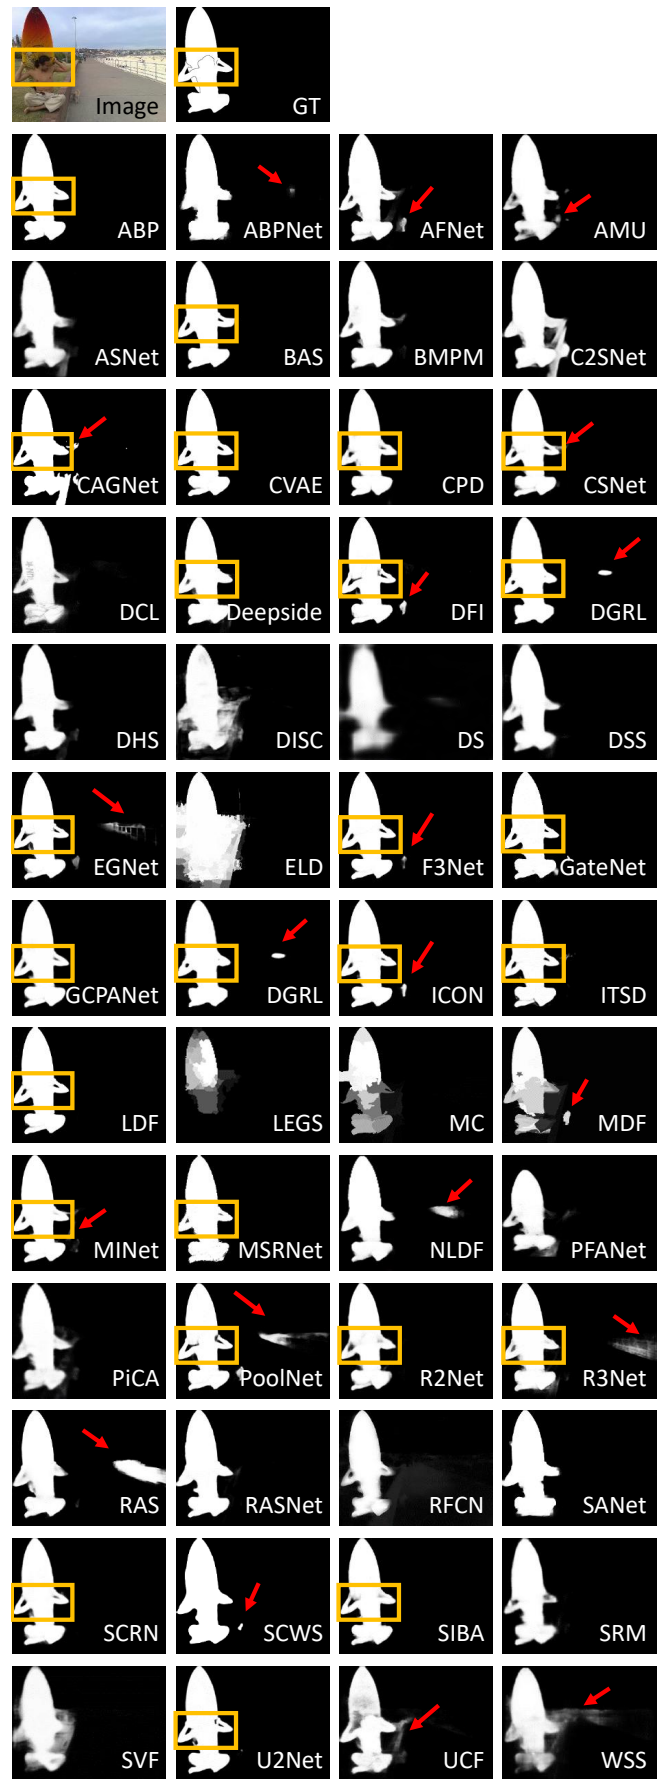 Image
GT
ABP
ABPNet
AFNet
AMU
ASNet
BAS
BMPM
C2SNet
CAGNet
CVAE
CPD
CSNet
DCL
Deepside
DFI
DGRL
DHS
DISC
DS
DSS
EGNet
ELD
F3Net
GateNet
GCPANet
DGRL
ICON
ITSD
LDF
LEGS
MC
MDF
MINet
MSRNet
NLDF
PFANet
PiCA
PoolNet
R2Net
R3Net
RAS
RASNet
RFCN
SANet
SCRN
SCWS
SIBA
SRM
SVF
U2Net
UCF
WSS